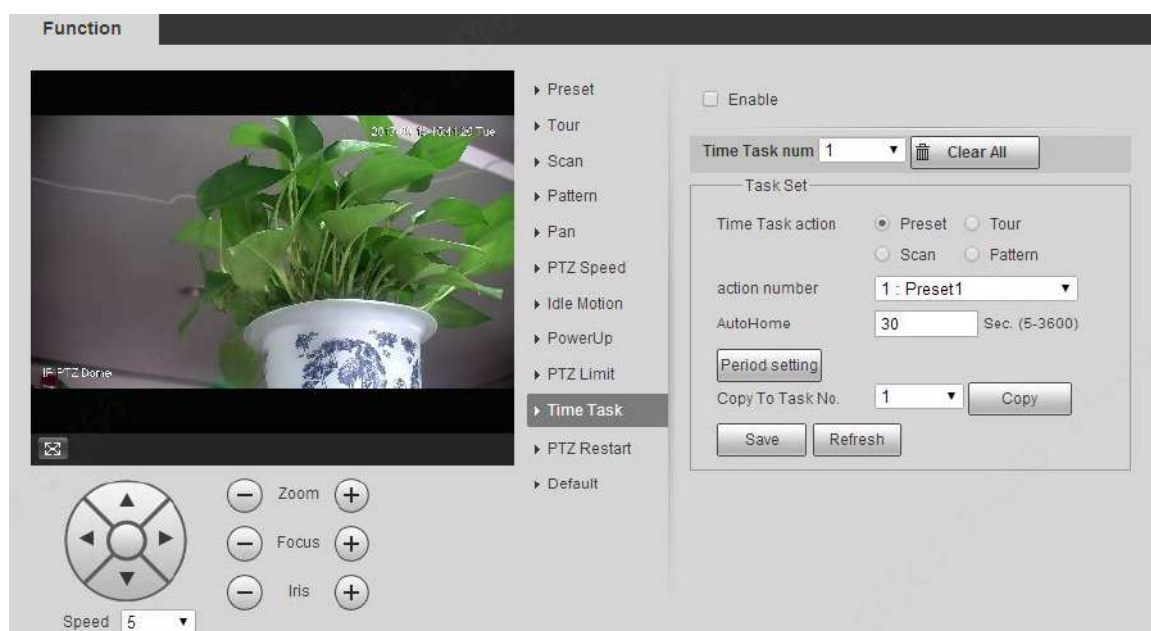 Function
Preset
Tour
Scan
Pattern
Pan
PTZ Speed
Idle Motion
PowerUp
PTZ Limit
Time Task
PTZ Restart
Default
Enable
Time Task num 1 Clear All
Task Set
Time Task action Preset Tour
Scan Pattern
action number 1 : Preset1
AutoHome 30 Sec. (5-3600)
Period setting
Copy To Task No. 1 Copy
Save Refresh
Tue
Zoom
Focus
Iris
Speed 5